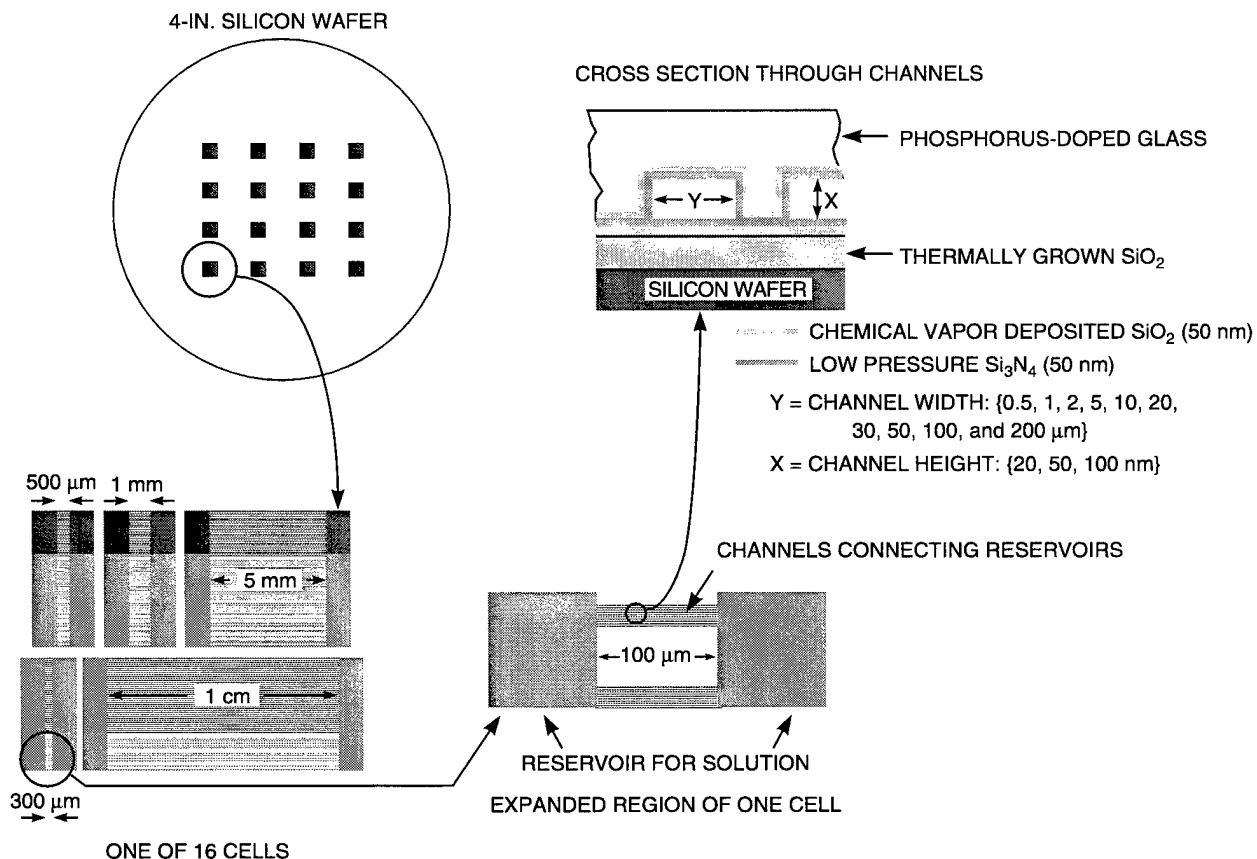 4-IN. SILICON WAFER
CROSS SECTION THROUGH CHANNELS
PHOSPHORUS-DOPED GLASS
Y
X
THERMALLY GROWN SiO₂
SILICON WAFER
CHEMICAL VAPOR DEPOSITED SiO₂ (50 nm)
LOW PRESSURE Si₃N₄ (50 nm)
Y = CHANNEL WIDTH: {0.5, 1, 2, 5, 10, 20,
30, 50, 100, and 200 μm}
X = CHANNEL HEIGHT: {20, 50, 100 nm}
500 μm
1 mm
5 mm
1 cm
300 μm
ONE OF 16 CELLS
CHANNELS CONNECTING RESERVOIRS
100 μm
RESERVOIR FOR SOLUTION
EXPANDED REGION OF ONE CELL